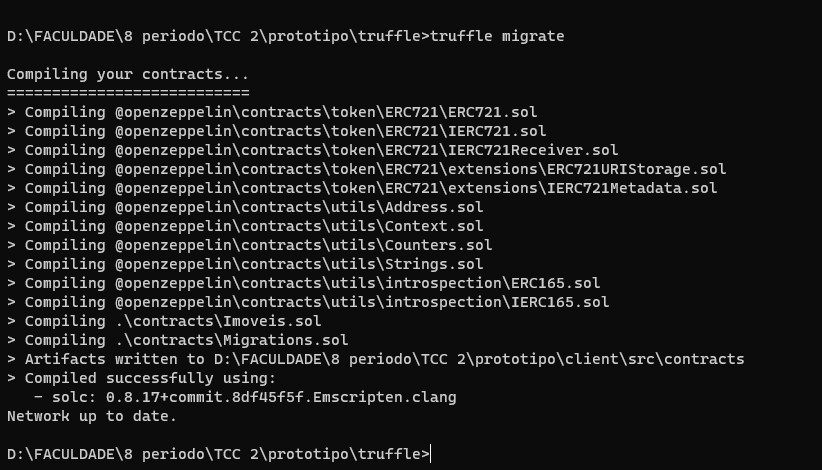 D:\FACULDADE\8 periodo\TCC 2\prototipo\truffle>truffle migrate
Compiling your contracts...
===========================
> Compiling @openzeppelin\contracts\token\ERC721\ERC721.sol
> Compiling @openzeppelin\contracts\token\ERC721\IERC721.sol
> Compiling @openzeppelin\contracts\token\ERC721\IERC721Receiver.sol
> Compiling @openzeppelin\contracts\token\ERC721\extensions\ERC721URIStorage.sol
> Compiling @openzeppelin\contracts\token\ERC721\extensions\IERC721Metadata.sol
> Compiling @openzeppelin\contracts\utils\Address.sol
> Compiling @openzeppelin\contracts\utils\Context.sol
> Compiling @openzeppelin\contracts\utils\Counters.sol
> Compiling @openzeppelin\contracts\utils\Strings.sol
> Compiling @openzeppelin\contracts\utils\introspection\ERC165.sol
> Compiling @openzeppelin\contracts\utils\introspection\IERC165.sol
> Compiling .\contracts\Imoveis.sol
> Compiling .\contracts\Migrations.sol
> Artifacts written to D:\FACULDADE\8 periodo\TCC 2\prototipo\client\src\contracts
> Compiled successfully using:
   - solc: 0.8.17+commit.8df45f5f.Emscripten.clang
Network up to date.
D:\FACULDADE\8 periodo\TCC 2\prototipo\truffle>